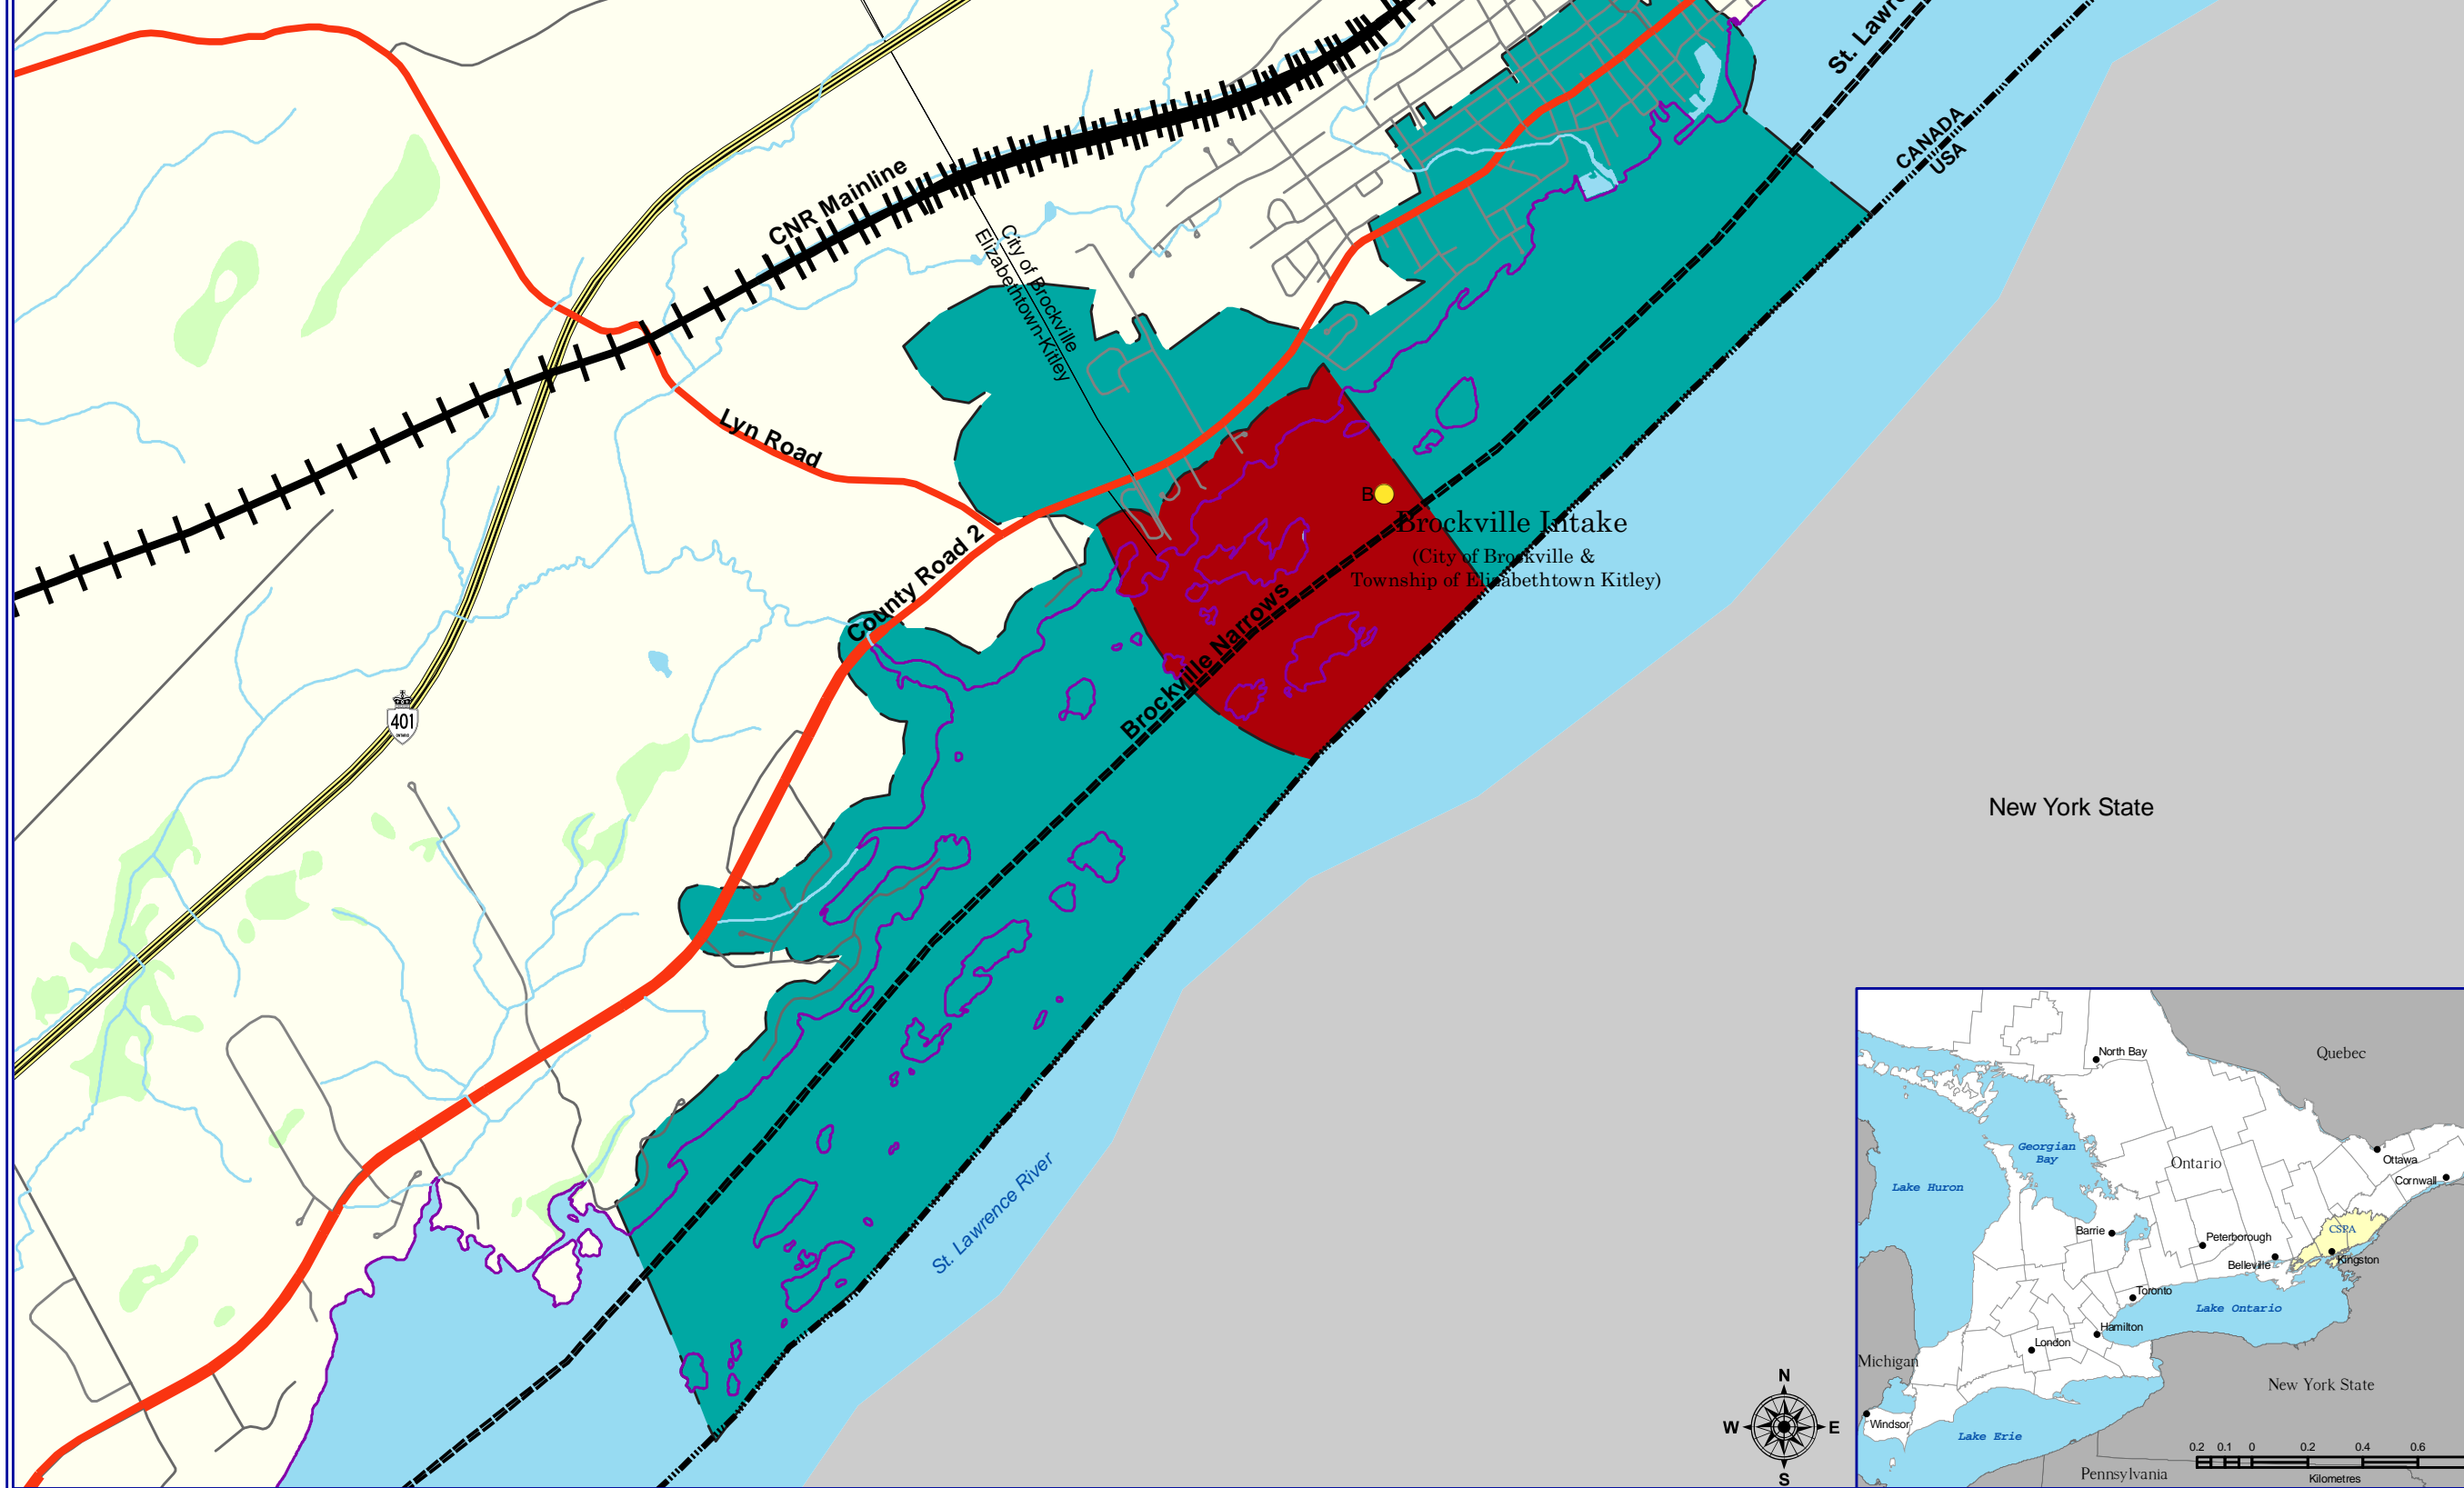 St. Lawre
CANADA
USA
CNR Mainline
City of Brockville
Elizabethtown-Kitley
Lyn Road
B
Brockville Intake
(City of Brockville &
Township of Elizabethtown Kitley)
County Road 2
Brockville Narrows
401
New York State
St. Lawrence River
N
W
E
S
North Bay
Quebec
Georgian
Bay
Ontario
Ottawa
Lake Huron
Cornwall
CSPA
Barrie
Peterborough
Belleville
Kingston
Toronto
Lake Ontario
Hamilton
London
Michigan
New York State
Windsor
Lake Erie
0.2 0.1 0 0.2 0.4 0.6
Pennsylvania
Kilometres